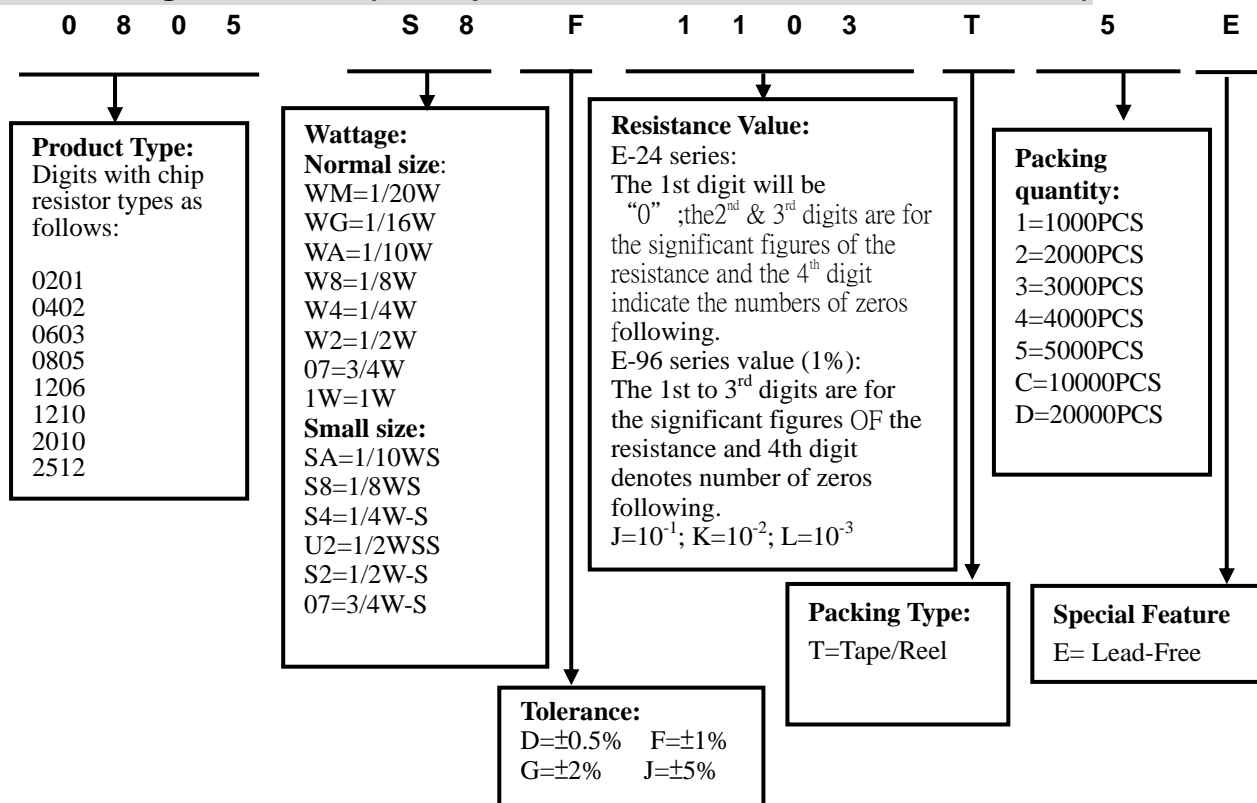 0 8 0 5 S 8 F 1 1 0 3 T 5 E
Product Type:
Digits with chip
resistor types as
follows:
0201
0402
0603
0805
1206
1210
2010
2512
Wattage:
Normal size:
WM=1/20W
WG=1/16W
WA=1/10W
W8=1/8W
W4=1/4W
W2=1/2W
07=3/4W
1W=1W
Small size:
SA=1/10WS
S8=1/8WS
S4=1/4W-S
U2=1/2WSS
S2=1/2W-S
07=3/4W-S
Resistance Value:
E-24 series:
The 1st digit will be
“0” ;the2nd & 3rd digits are for
the significant figures of the
resistance and the 4th digit
indicate the numbers of zeros
following.
E-96 series value (1%):
The 1st to 3rd digits are for
the significant figures OF the
resistance and 4th digit
denotes number of zeros
following.
J=10-1; K=10-2; L=10-3
Packing
quantity:
1=1000PCS
2=2000PCS
3=3000PCS
4=4000PCS
5=5000PCS
C=10000PCS
D=20000PCS
Packing Type:
T=Tape/Reel
Special Feature
E= Lead-Free
Tolerance:
D=±0.5% F=±1%
G=±2% J=±5%